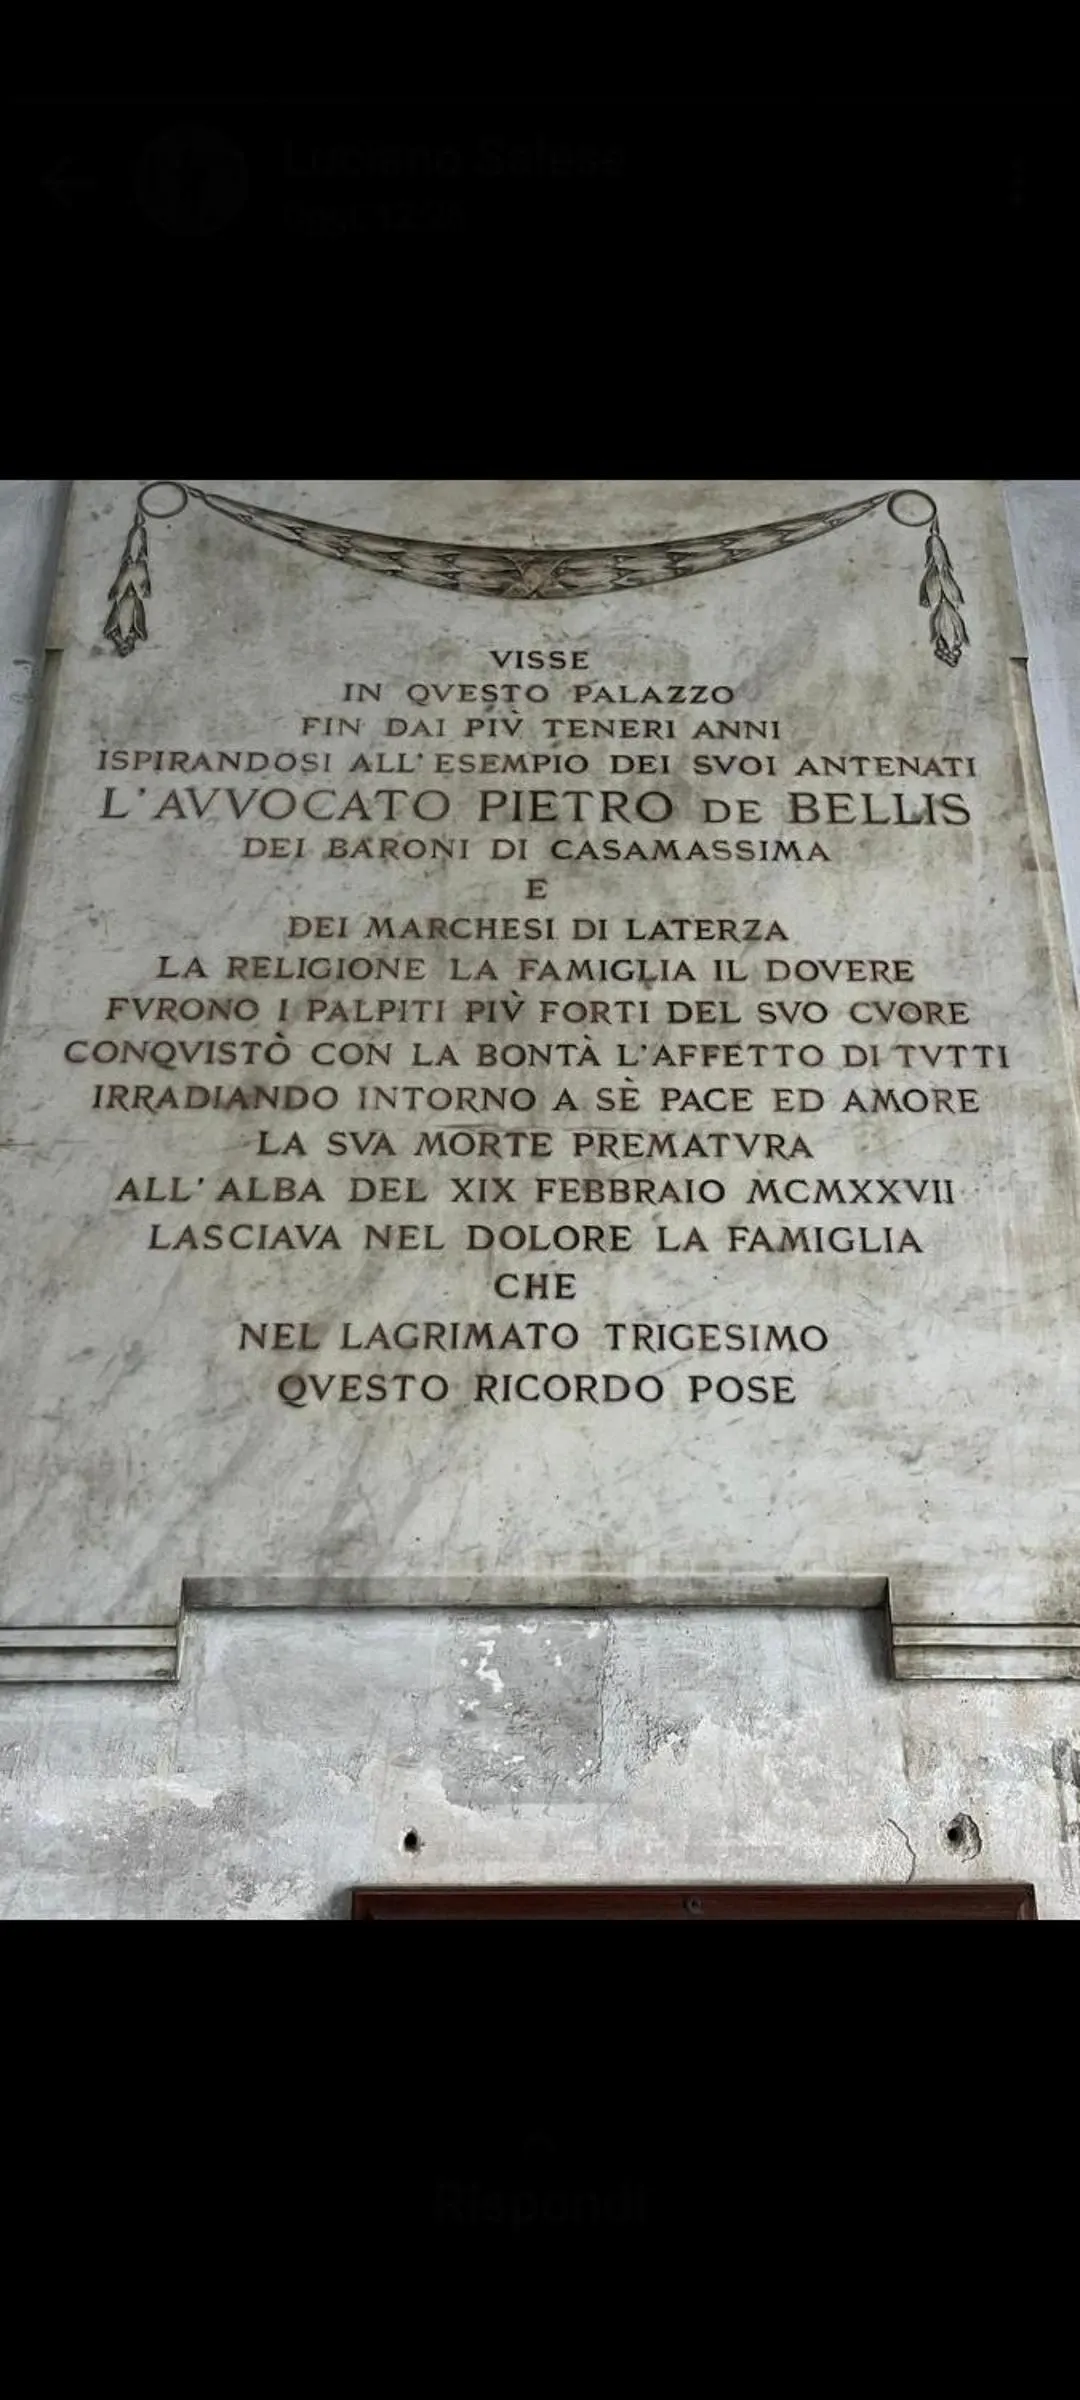 VISSE
IN QVESTO PALAZZO
FIN DAI PIV̀ TENERI ANNI
ISPIRANDOSI ALL' ESEMPIO DEI SVOI ANTENATI
L'AVVOCATO PIETRO DE BELLIS
DEI BARONI DI CASAMASSIMA
E
DEI MARCHESI DI LATERZA
LA RELIGIONE LA FAMIGLIA IL DOVERE
FVRONO I PALPITI PIV̀ FORTI DEL SVO CVORE
CONQVISTÒ CON LA BONTÀ L'AFFETTO DI TVTTI
IRRADIANDO INTORNO A SÈ PACE ED AMORE
LA SVA MORTE PREMATVRA
ALL' ALBA DEL XIX FEBBRAIO MCMXXVII
LASCIAVA NEL DOLORE LA FAMIGLIA
CHE
NEL LAGRIMATO TRIGESIMO
QVESTO RICORDO POSE
Rispondi